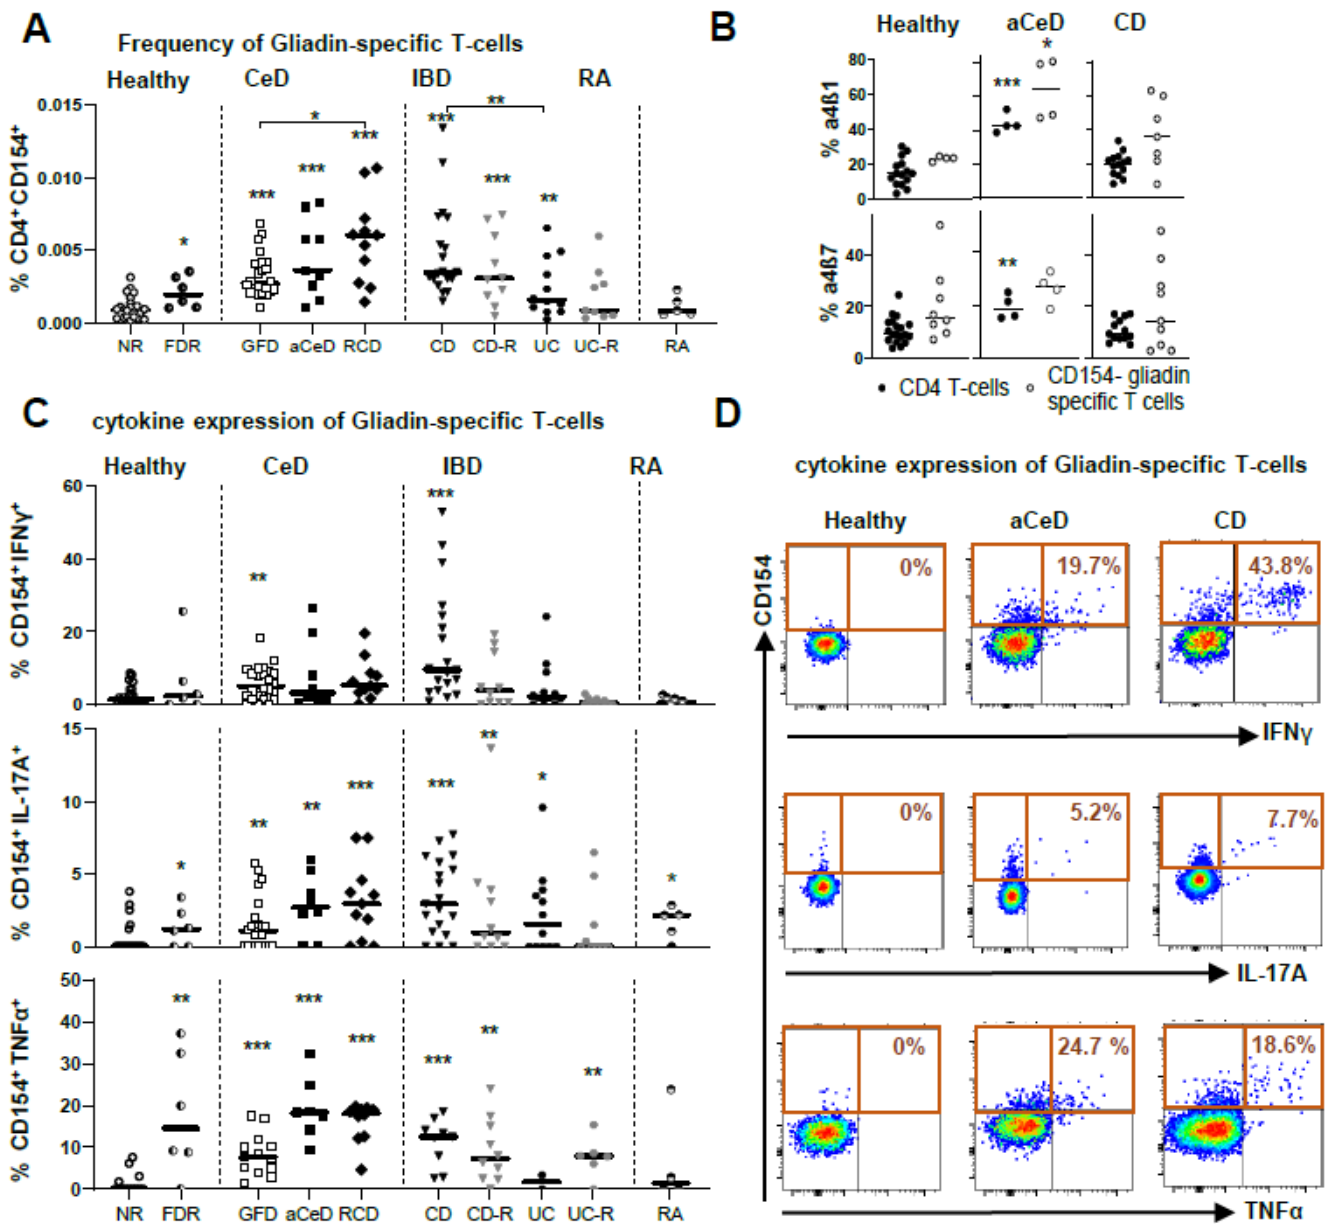 A
Frequency of Gliadin-specific T-cells
Healthy CeD IBD RA
% CD4⁺CD154⁺
0.015
0.010
0.005
0.000
* *** *** *** * *** *** ** **
NR FDR GFD aCeD RCD CD CD-R UC UC-R RA
B
Healthy aCeD CD
% a4ß1
80
60
40
20
0
*** *
% a4ß7
40
20
0
**
● CD4 T-cells ○ CD154- gliadin
specific T cells
C
cytokine expression of Gliadin-specific T-cells
Healthy CeD IBD RA
% CD154⁺IFNγ⁺
60
40
20
0
** ***
% CD154⁺IL-17A⁺
15
10
5
0
* ** ** *** *** ** * *
% CD154⁺TNFα⁺
50
40
30
20
10
0
** *** *** *** *** ** **
NR FDR GFD aCeD RCD CD CD-R UC UC-R RA
D
cytokine expression of Gliadin-specific T-cells
Healthy aCeD CD
CD154
0% 19.7% 43.8%
IFNγ
0% 5.2% 7.7%
IL-17A
0% 24.7 % 18.6%
TNFα